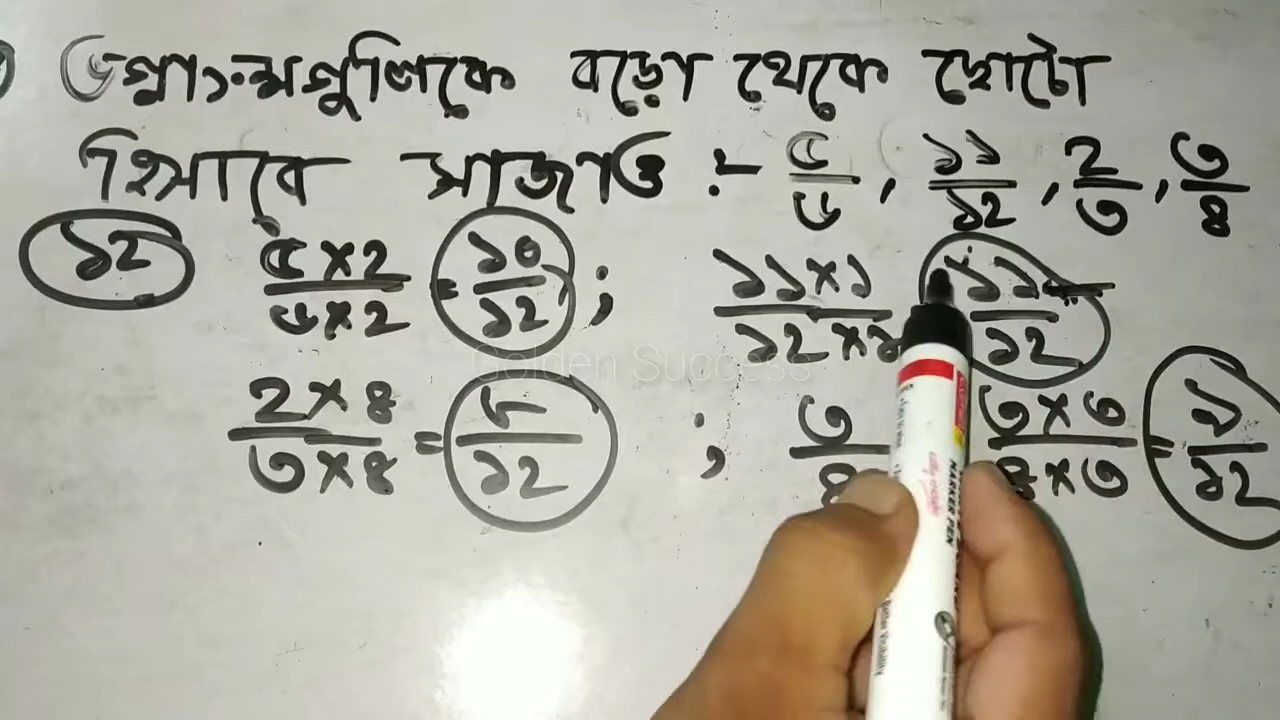 ভগ্নাংশগুলিকে বড়ো থেকে ছোটো
হিসাবে সাজাও :- ৫/৬, ১১/১২, ২/৩, ৩/৪
১২ ৫×২/৬×২ = ১০/১২ ; ১১×১/১২×১ ১১/১২
Golden Success
২×৪/৩×৪ = ৮/১২ ; ৩/৪ ৩×৩/৪×৩ = ৯/১২